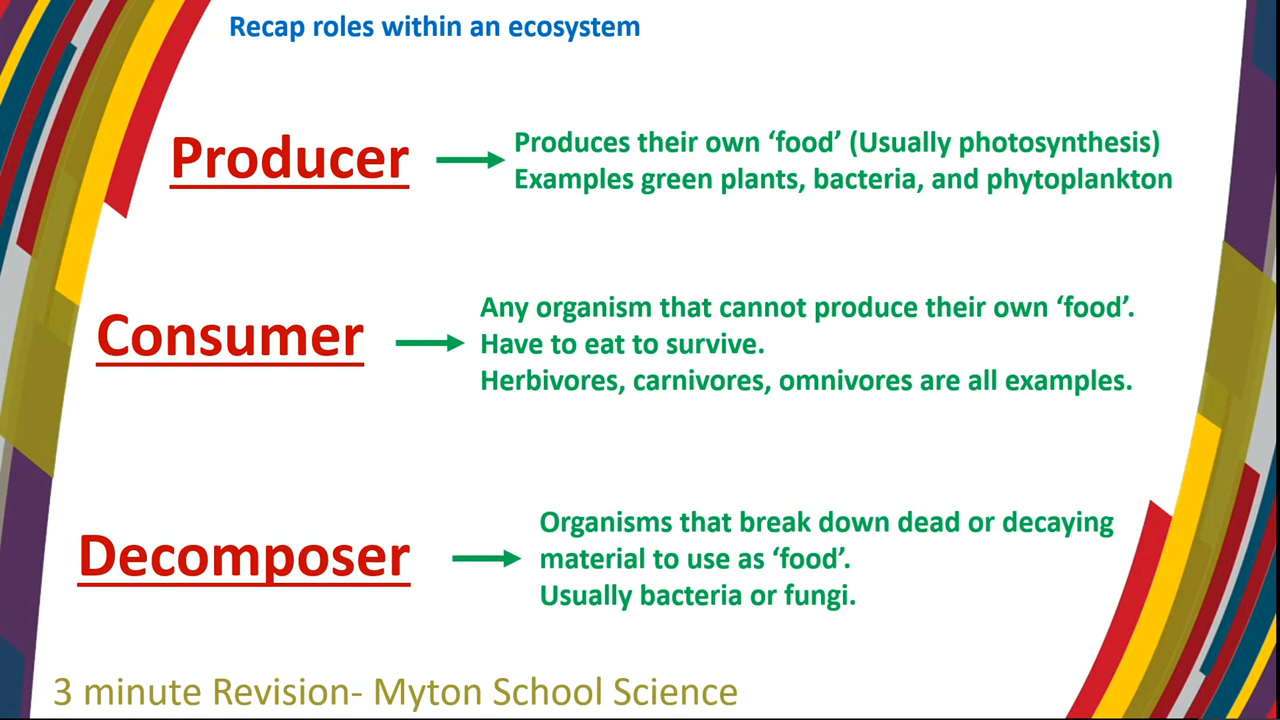 Recap roles within an ecosystem
Producer
Produces their own ‘food’ (Usually photosynthesis)
Examples green plants, bacteria, and phytoplankton
Consumer
Any organism that cannot produce their own ‘food’.
Have to eat to survive.
Herbivores, carnivores, omnivores are all examples.
Decomposer
Organisms that break down dead or decaying
material to use as ‘food’.
Usually bacteria or fungi.
3 minute Revision- Myton School Science